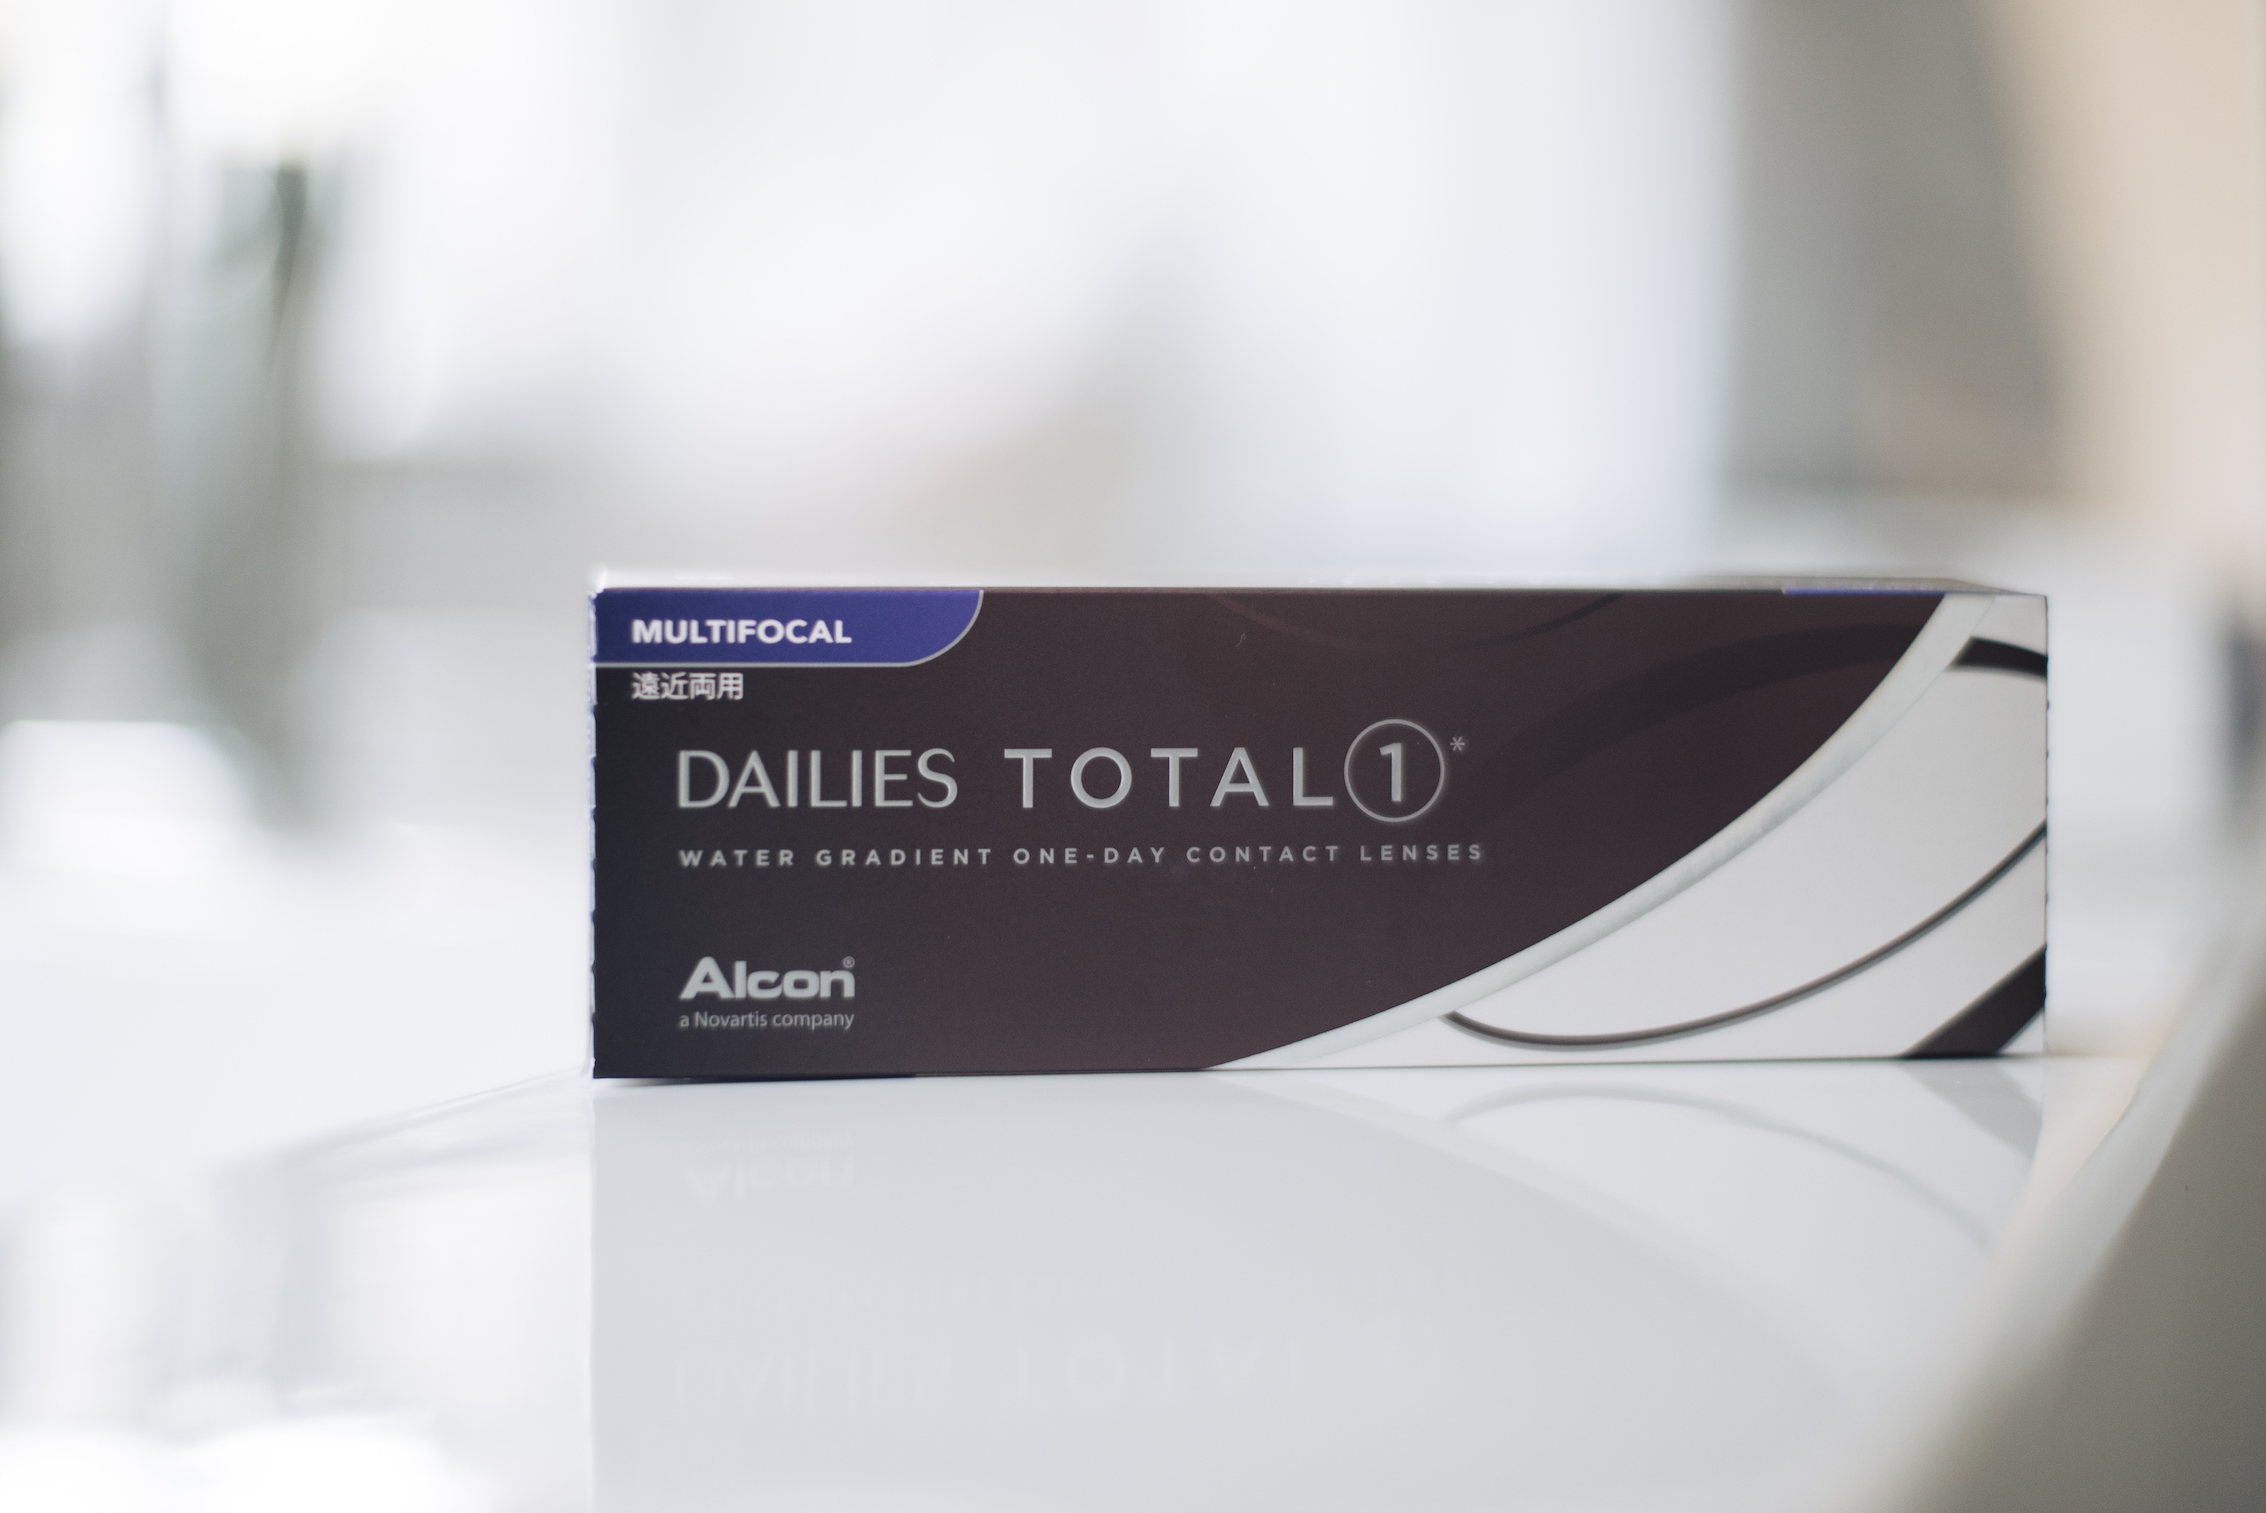 MULTIFOCAL
遠近両用
DAILIES TOTAL1*
WATER GRADIENT ONE-DAY CONTACT LENSES
Alcon®
a Novartis company